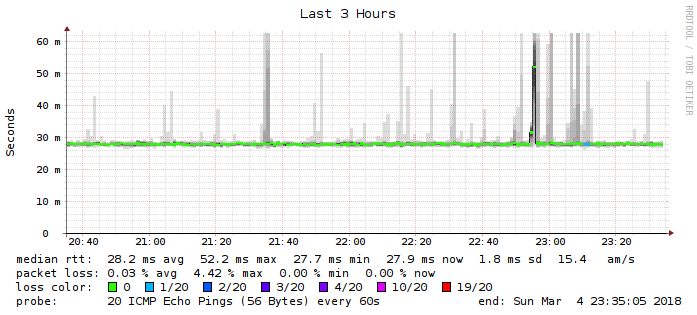 Last 3 Hours
RRDTOOL / TOBI OETIKER
Seconds
60 m
50 m
40 m
30 m
20 m
10 m
0
20:40 21:00 21:20 21:40 22:00 22:20 22:40 23:00 23:20
median rtt: 28.2 ms avg 52.2 ms max 27.7 ms min 27.9 ms now 1.8 ms sd 15.4 am/s
packet loss: 0.03 % avg 4.42 % max 0.00 % min 0.00 % now
loss color: 0 1/20 2/20 3/20 4/20 10/20 19/20
probe: 20 ICMP Echo Pings (56 Bytes) every 60s end: Sun Mar 4 23:35:05 2018